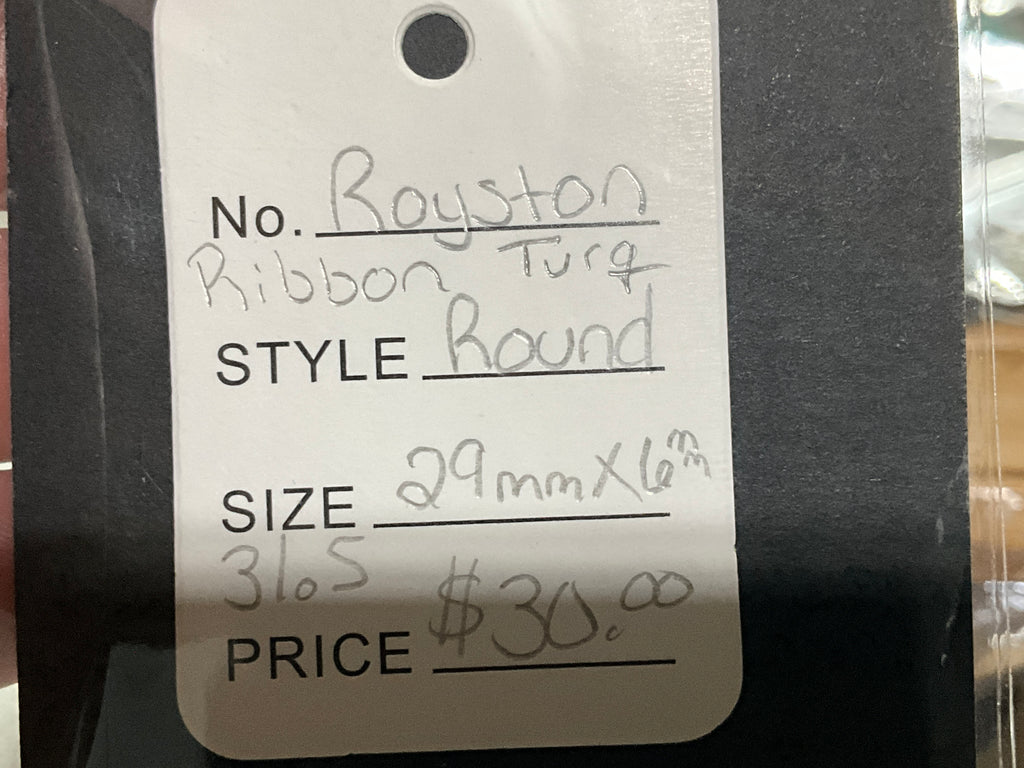 No. Royston
Ribbon Turq
STYLE Round
SIZE 29mm X 6mm
31.5
PRICE $30.00